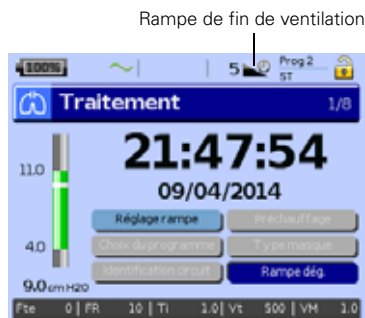 Rampe de fin de ventilation
100%
5
Prog 2
ST
Traitement 1/8
11.0
21:47:54
09/04/2014
Réglage rampe
Préchauffage
4.0
Choix du programme
Type masque
Identification circuit
Rampe dég.
9.0 cmH2O
Fte 0 | FR 10 | Ti 1.0 | Vt 500 | VM 1.0